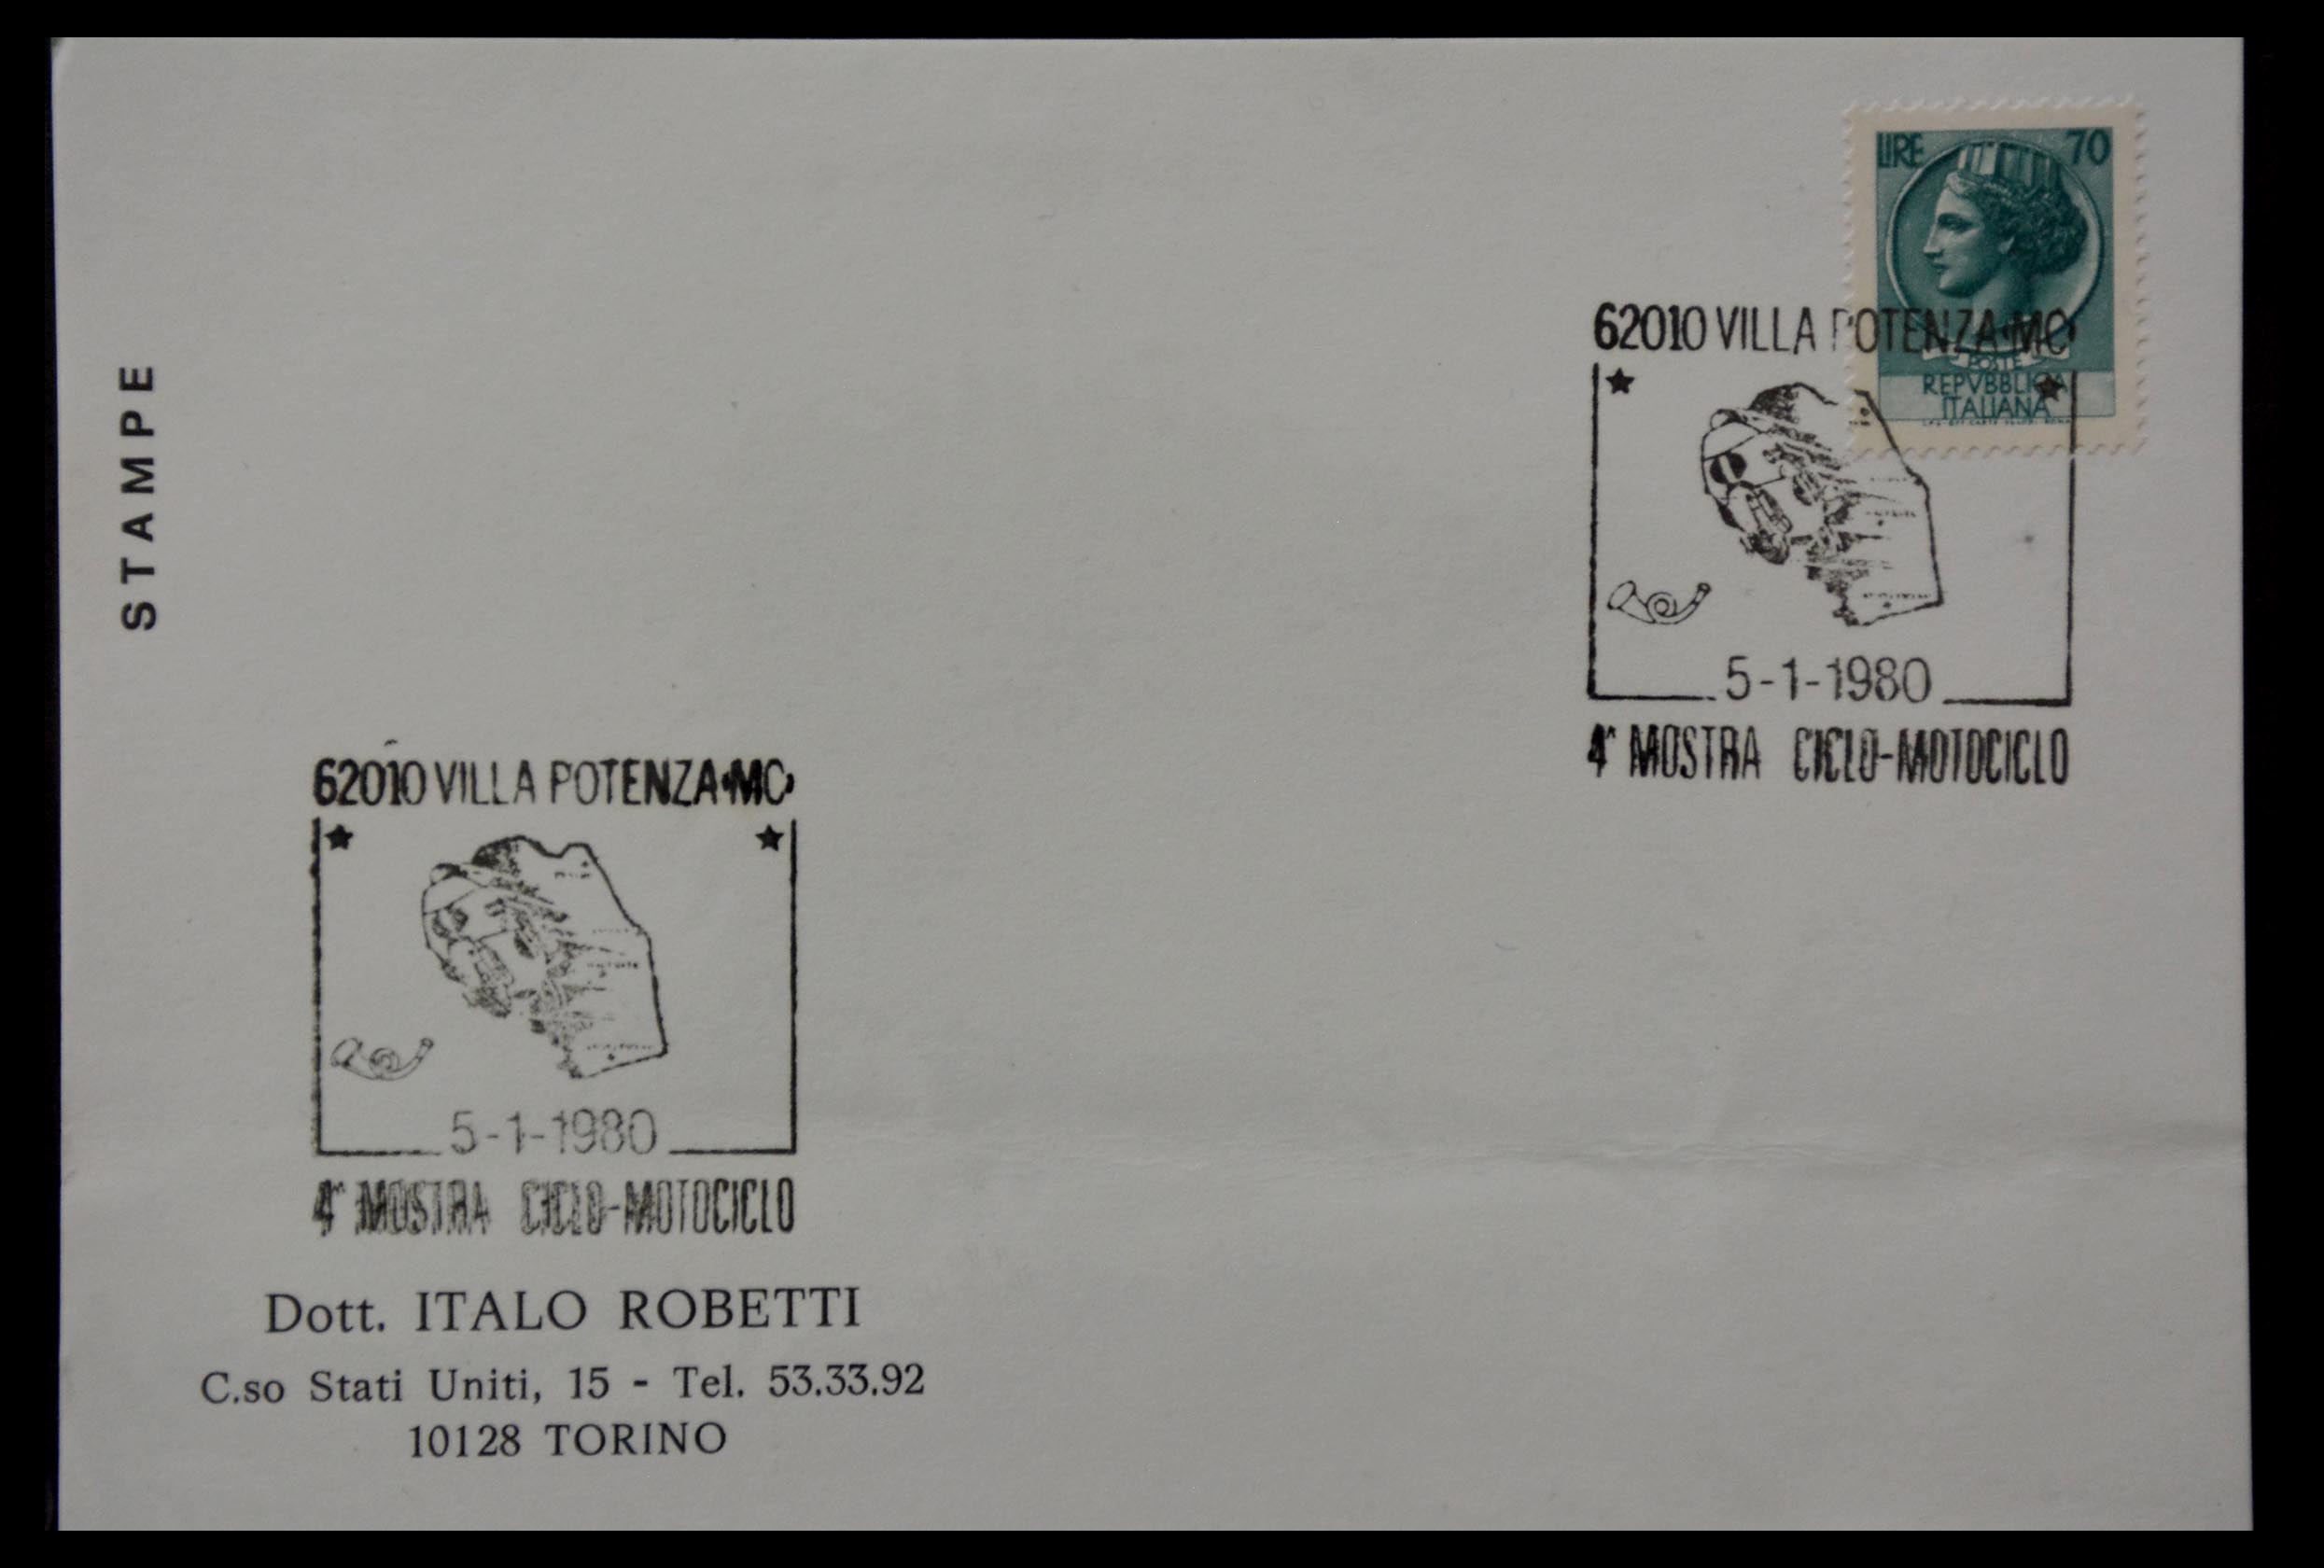 LIRE 70
POSTE
REPVBBLICA
ITALIANA
62010 VILLA POTENZA·MC·
5-1-1980
4ª MOSTRA CICLO-MOTOCICLO
STAMPE
62010 VILLA POTENZA·MC·
5-1-1980
4ª MOSTRA CICLO-MOTOCICLO
Dott. ITALO ROBETTI
C.so Stati Uniti, 15 - Tel. 53.33.92
10128 TORINO